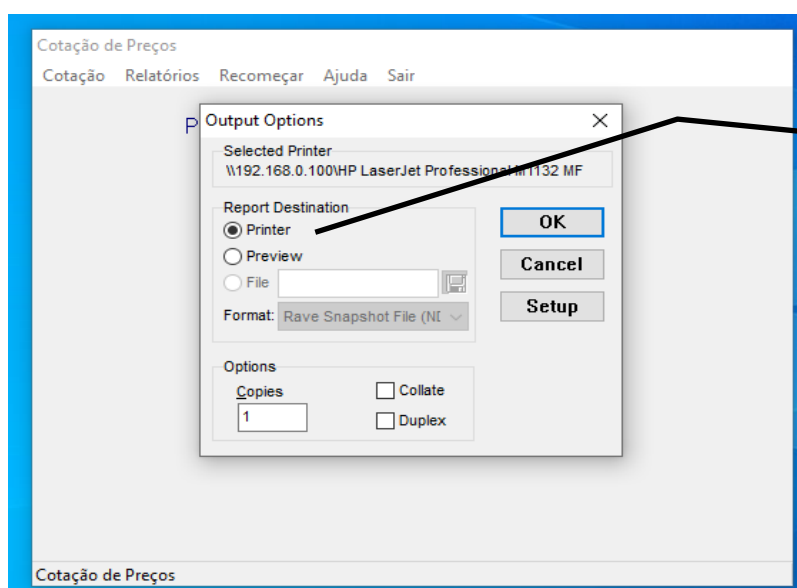 Cotação de Preços
Cotação Relatórios Recomeçar Ajuda Sair
P
Output Options
Selected Printer
\\192.168.0.100\HP LaserJet Professional M1132 MF
Report Destination
Printer
OK
Preview
Cancel
File
Format: Rave Snapshot File (NI
Setup
Options
Copies
Collate
1
Duplex
Cotação de Preços